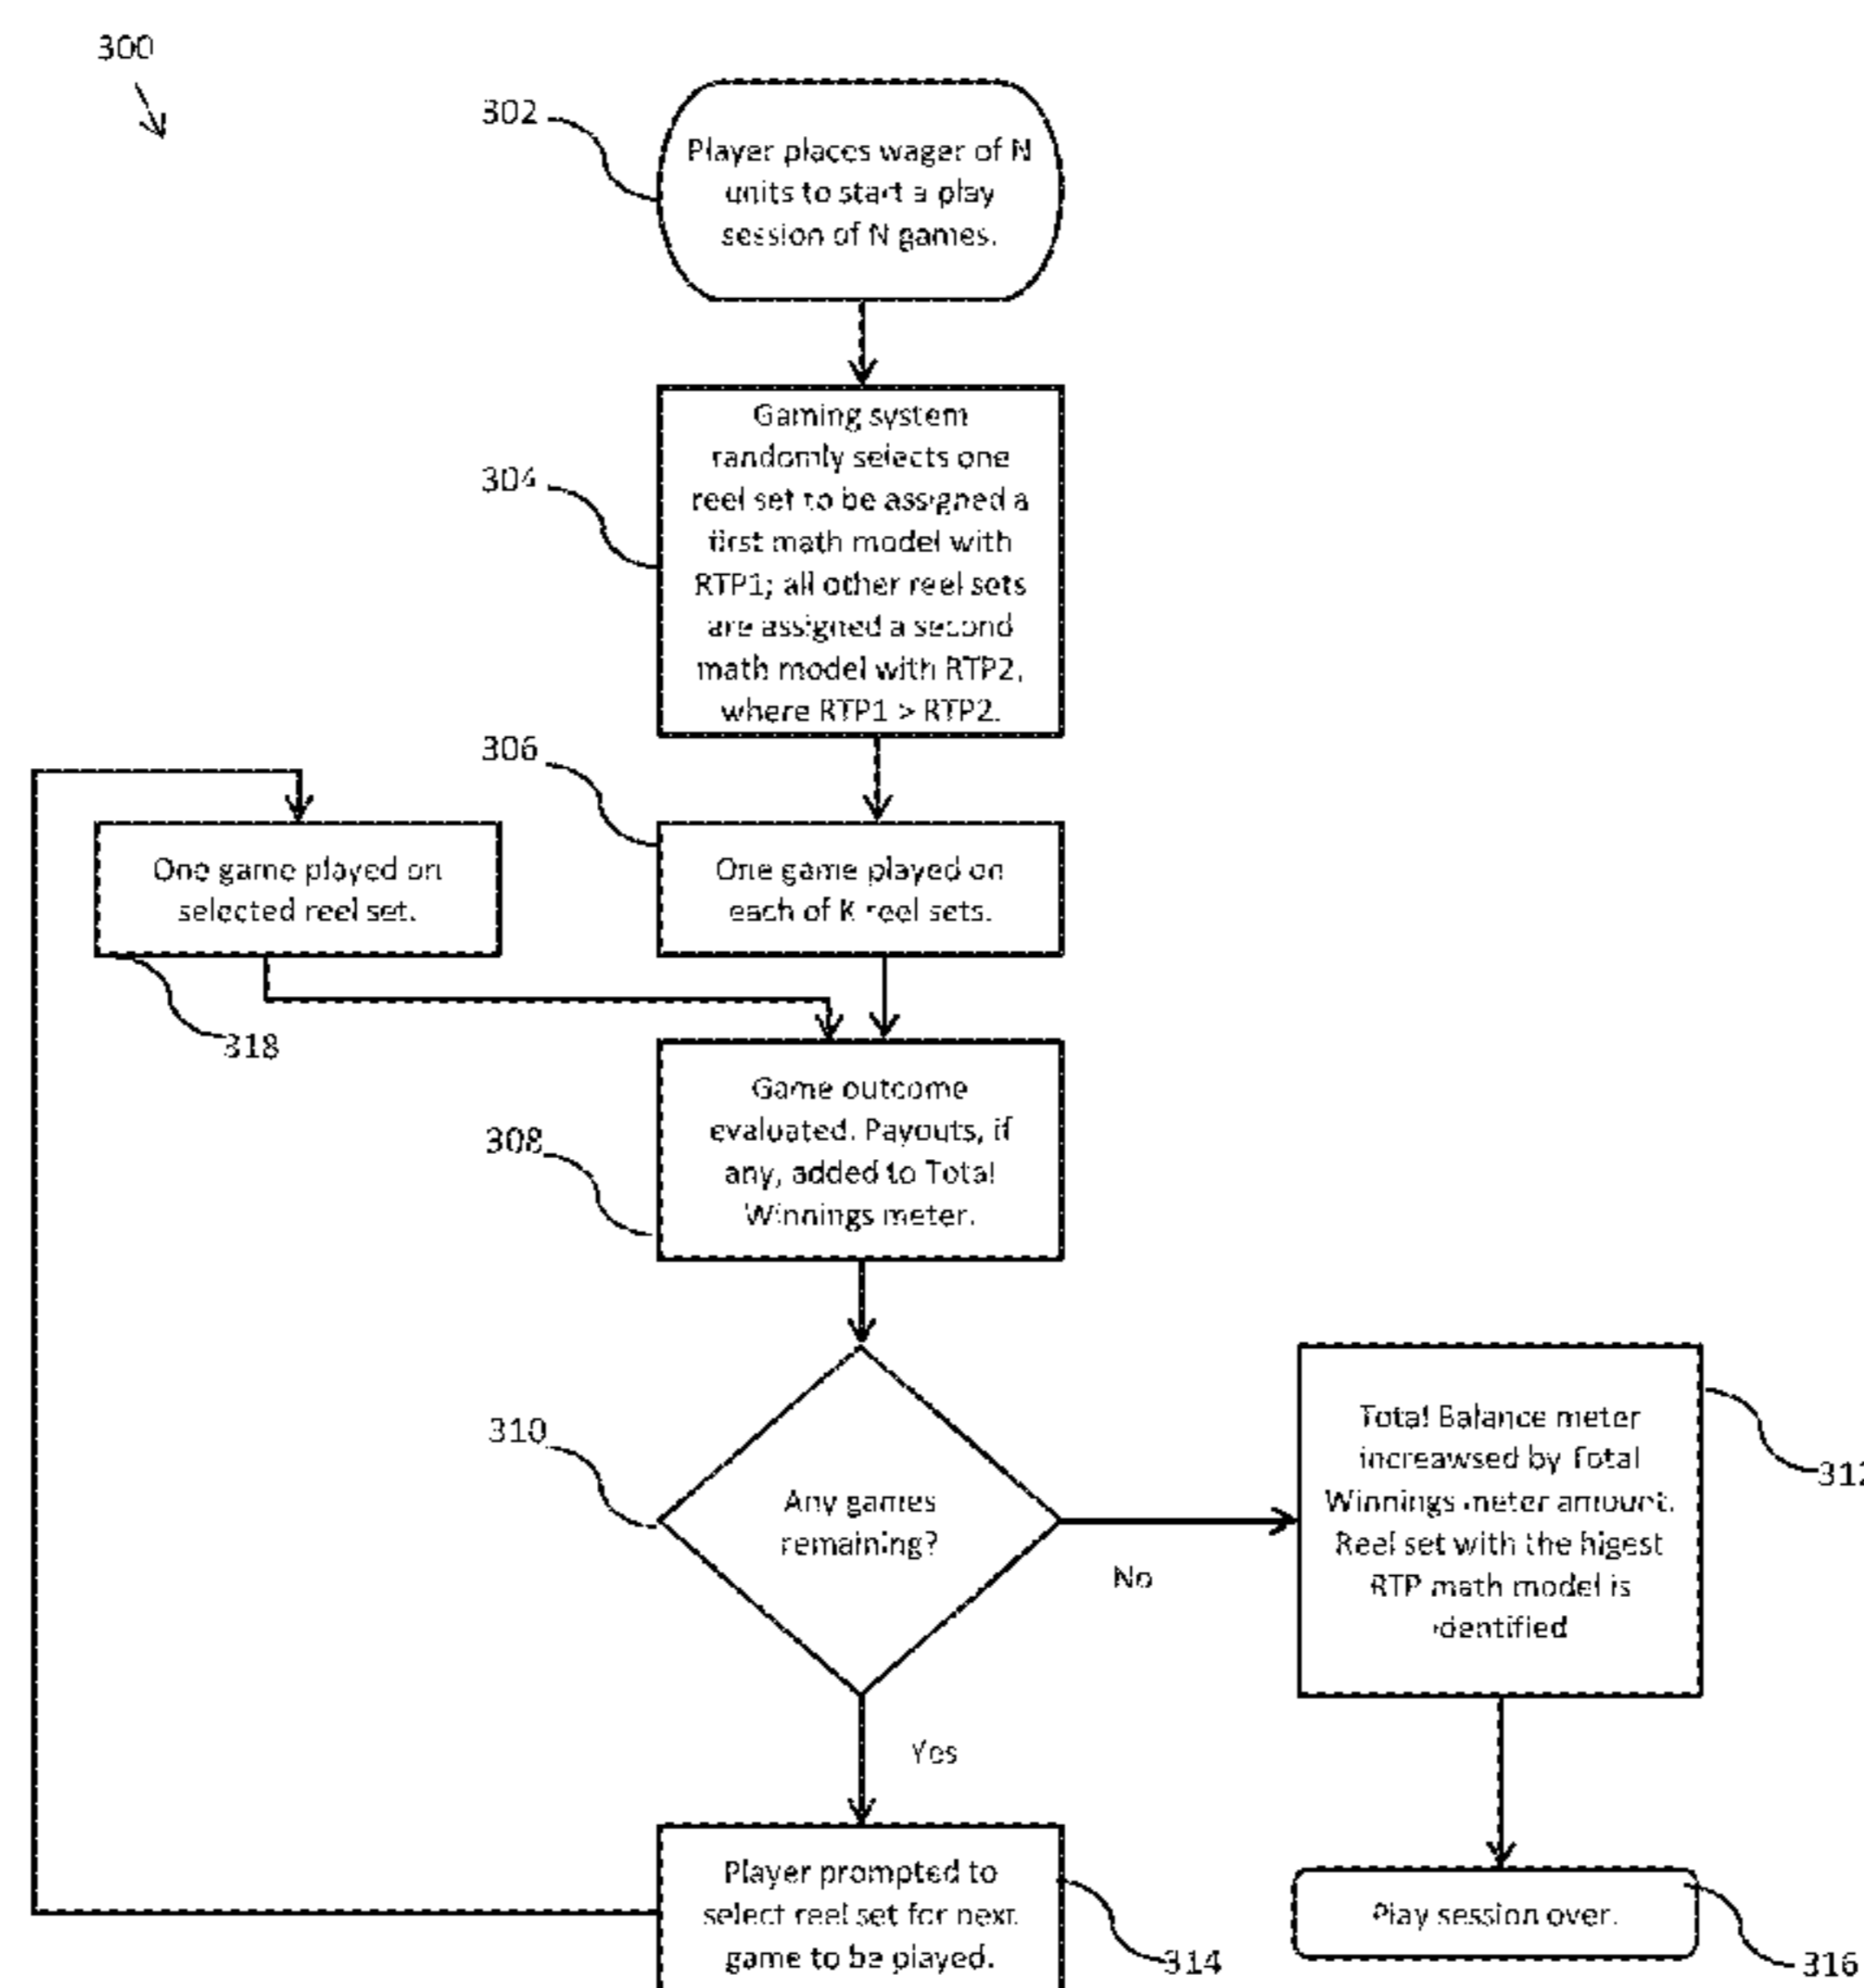 300
302
Player places wager of N
units to start a play
session of N games.
304
Gaming system
randomly selects one
reel set to be assigned a
first math model with
RTP1; all other reel sets
are assigned a second
math model with RTP2,
where RTP1 > RTP2.
306
One game played on
selected reel set.
One game played on
each of K reel sets.
318
308
Game outcome
evaluated. Payouts, if
any, added to Total
Winnings meter.
310
Any games
remaining?
No
Total Balance meter
increawsed by Total
Winnings meter amount.
Reel set with the higest
RTP math model is
identified
312
Yes
Player prompted to
select reel set for next
game to be played.
314
Play session over.
316